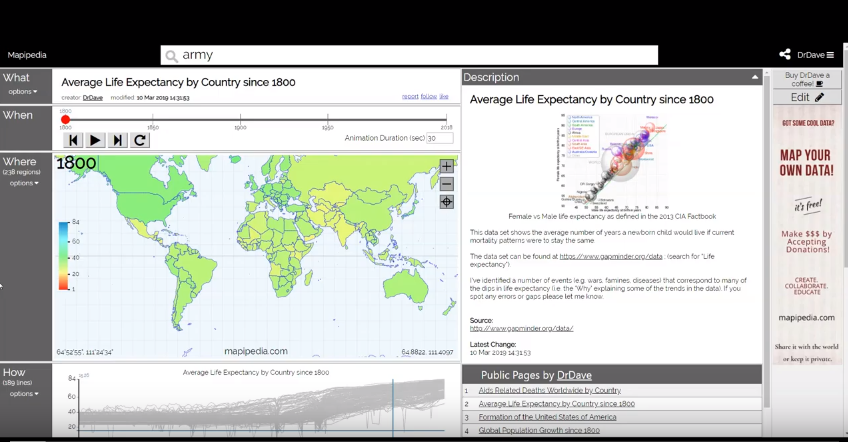 Mapipedia
army
DrDave
What
options
Average Life Expectancy by Country since 1800
creator: DrDave modified: 10 Mar 2019 14:31:53
report follow like
When
1800
1800 1850 1900 1950 2018
Animation Duration (sec) 30
Where
(238 regions)
options
1800
84
60
40
20
1
64°52'55", 111°24'34"
mapipedia.com
64.8822, 111.4097
How
(189 lines)
options
Average Life Expectancy by Country since 1800
84
60
40
20
Description
Average Life Expectancy by Country since 1800
Female vs Male life expectancy as defined in the 2013 CIA Factbook
This data set shows the average number of years a newborn child would live if current
mortality patterns were to stay the same.
The data set can be found at https://www.gapminder.org/data . (search for "Life
expectancy")
I've identified a number of events (e.g. wars, famines, diseases) that correspond to many of
the dips in life expectancy (i.e. the "Why" explaining some of the trends in the data). If you
spot any errors or gaps please let me know.
Source:
http://www.gapminder.org/data/
Latest Change:
10 Mar 2019 14:31:53
Public Pages by DrDave
1 Aids Related Deaths Worldwide by Country
2 Average Life Expectancy by Country since 1800
3 Formation of the United States of America
4 Global Population Growth since 1800
Buy DrDave a
coffee!
Edit
GOT SOME COOL DATA?
MAP YOUR
OWN DATA!
it's free!
Make $$$ by
Accepting
Donations!
CREATE.
COLLABORATE.
EDUCATE
mapipedia.com
Share it with the world
or keep it private.